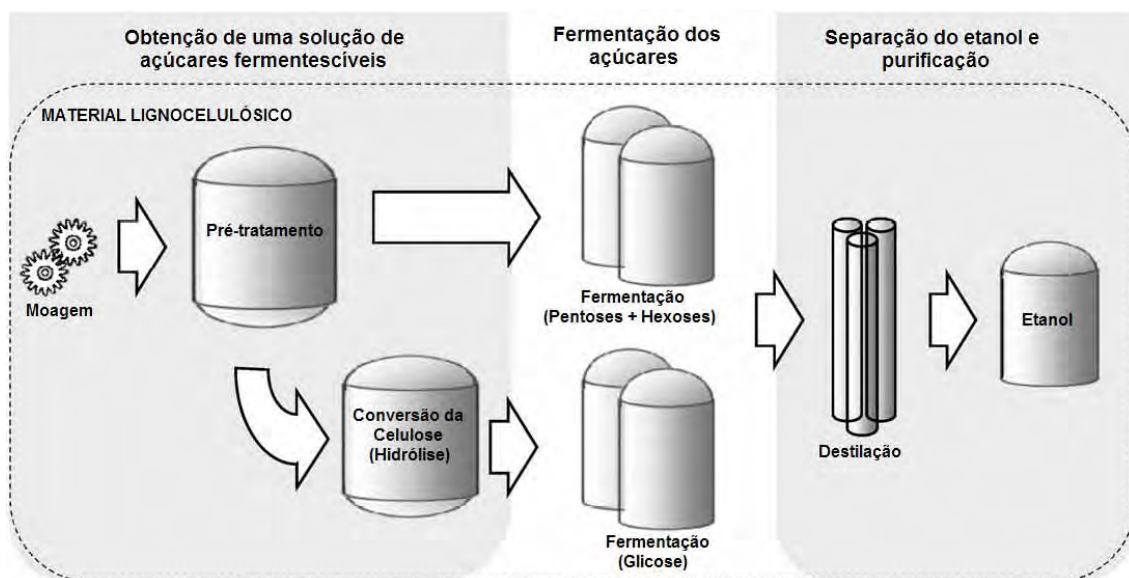 Obtenção de uma solução de
açúcares fermentescíveis
Fermentação dos
açúcares
Separação do etanol e
purificação
MATERIAL LIGNOCELULÓSICO
Moagem
Pré-tratamento
Conversão da
Celulose
(Hidrólise)
Fermentação
(Pentoses + Hexoses)
Fermentação
(Glicose)
Destilação
Etanol